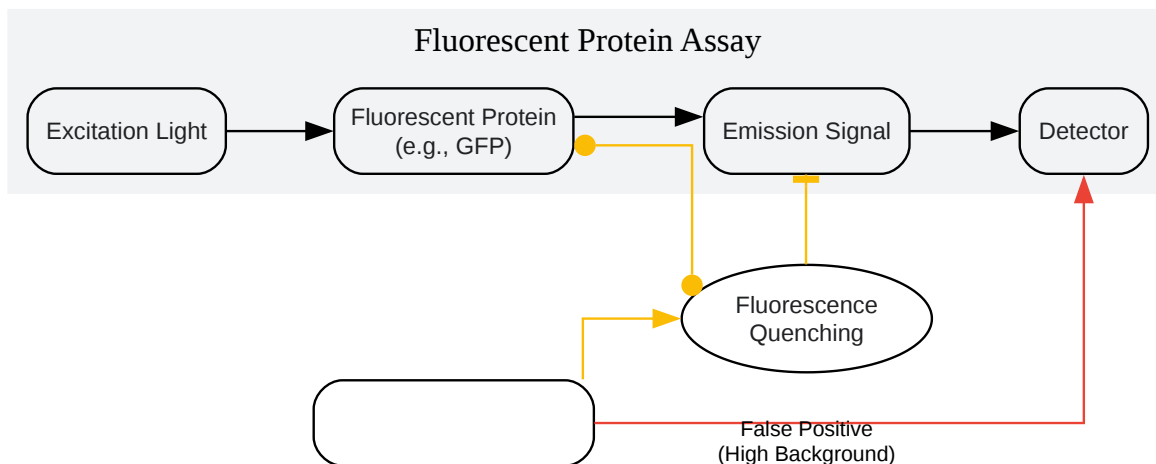 Fluorescent Protein Assay
Excitation Light
Fluorescent Protein
(e.g., GFP)
Emission Signal
Detector
Fluorescence
Quenching
False Positive
(High Background)